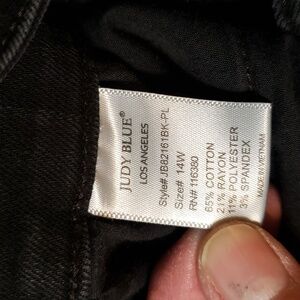 JUDY BLUE®
LOS ANGELES
Style#:JB82161BK-PL
Size# 14W
RN# 116380
65% COTTON
21% RAYON
11% POLYESTER
3% SPANDEX
MADE IN VIETNAM